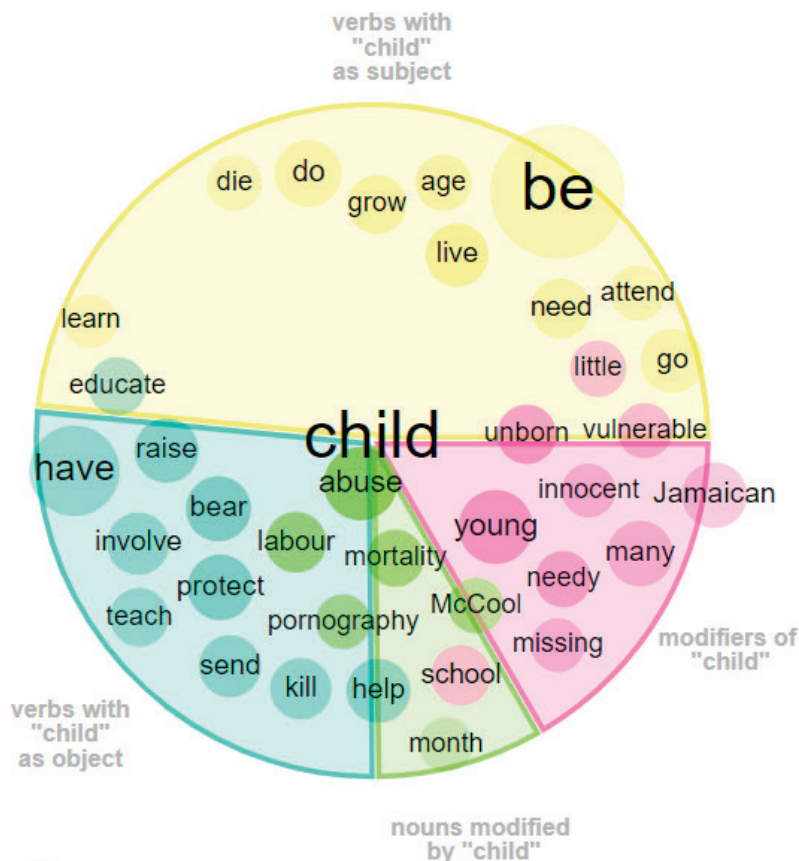 verbs with
"child"
as subject
be
die
do
grow
age
live
need
attend
learn
little
go
educate
child
unborn
vulnerable
have
raise
abuse
innocent
Jamaican
bear
young
involve
labour
mortality
many
protect
needy
McCool
teach
pornography
missing
modifiers of
"child"
send
kill
help
school
verbs with
"child"
as object
month
nouns modified
by "child"